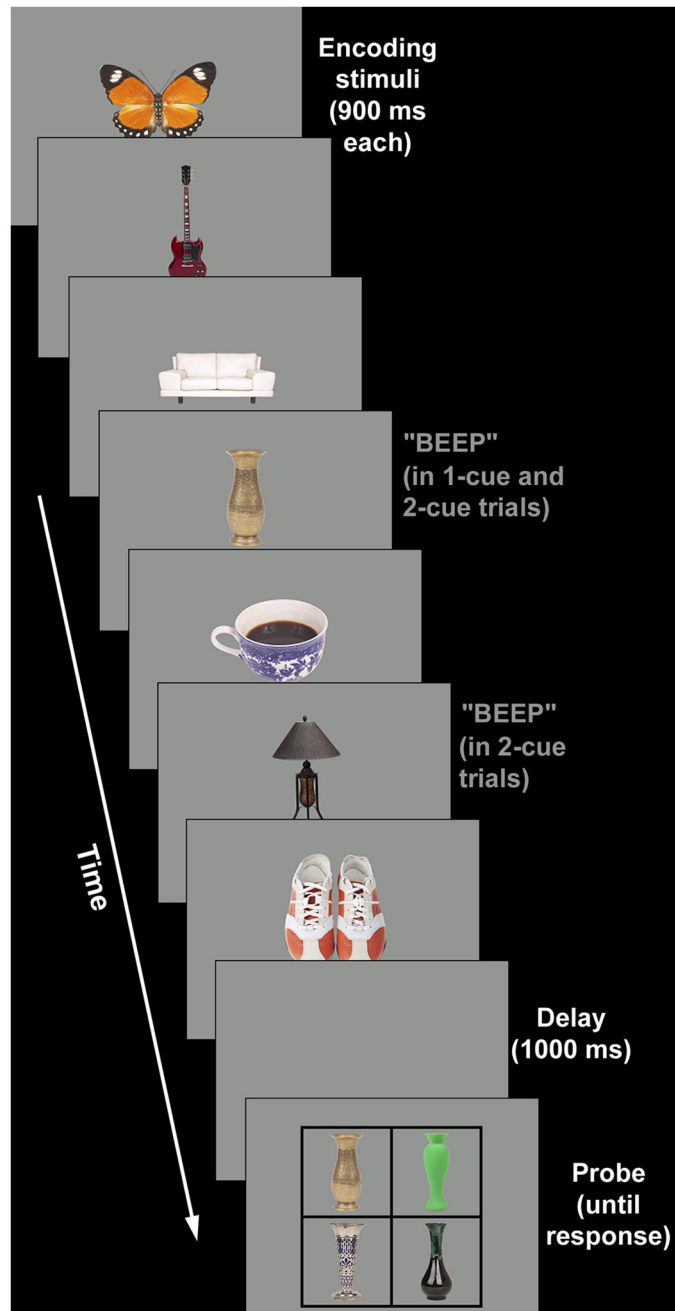 Encoding
stimuli
(900 ms
each)
"BEEP"
(in 1-cue and
2-cue trials)
"BEEP"
(in 2-cue
trials)
Time
Delay
(1000 ms)
Probe
(until
response)